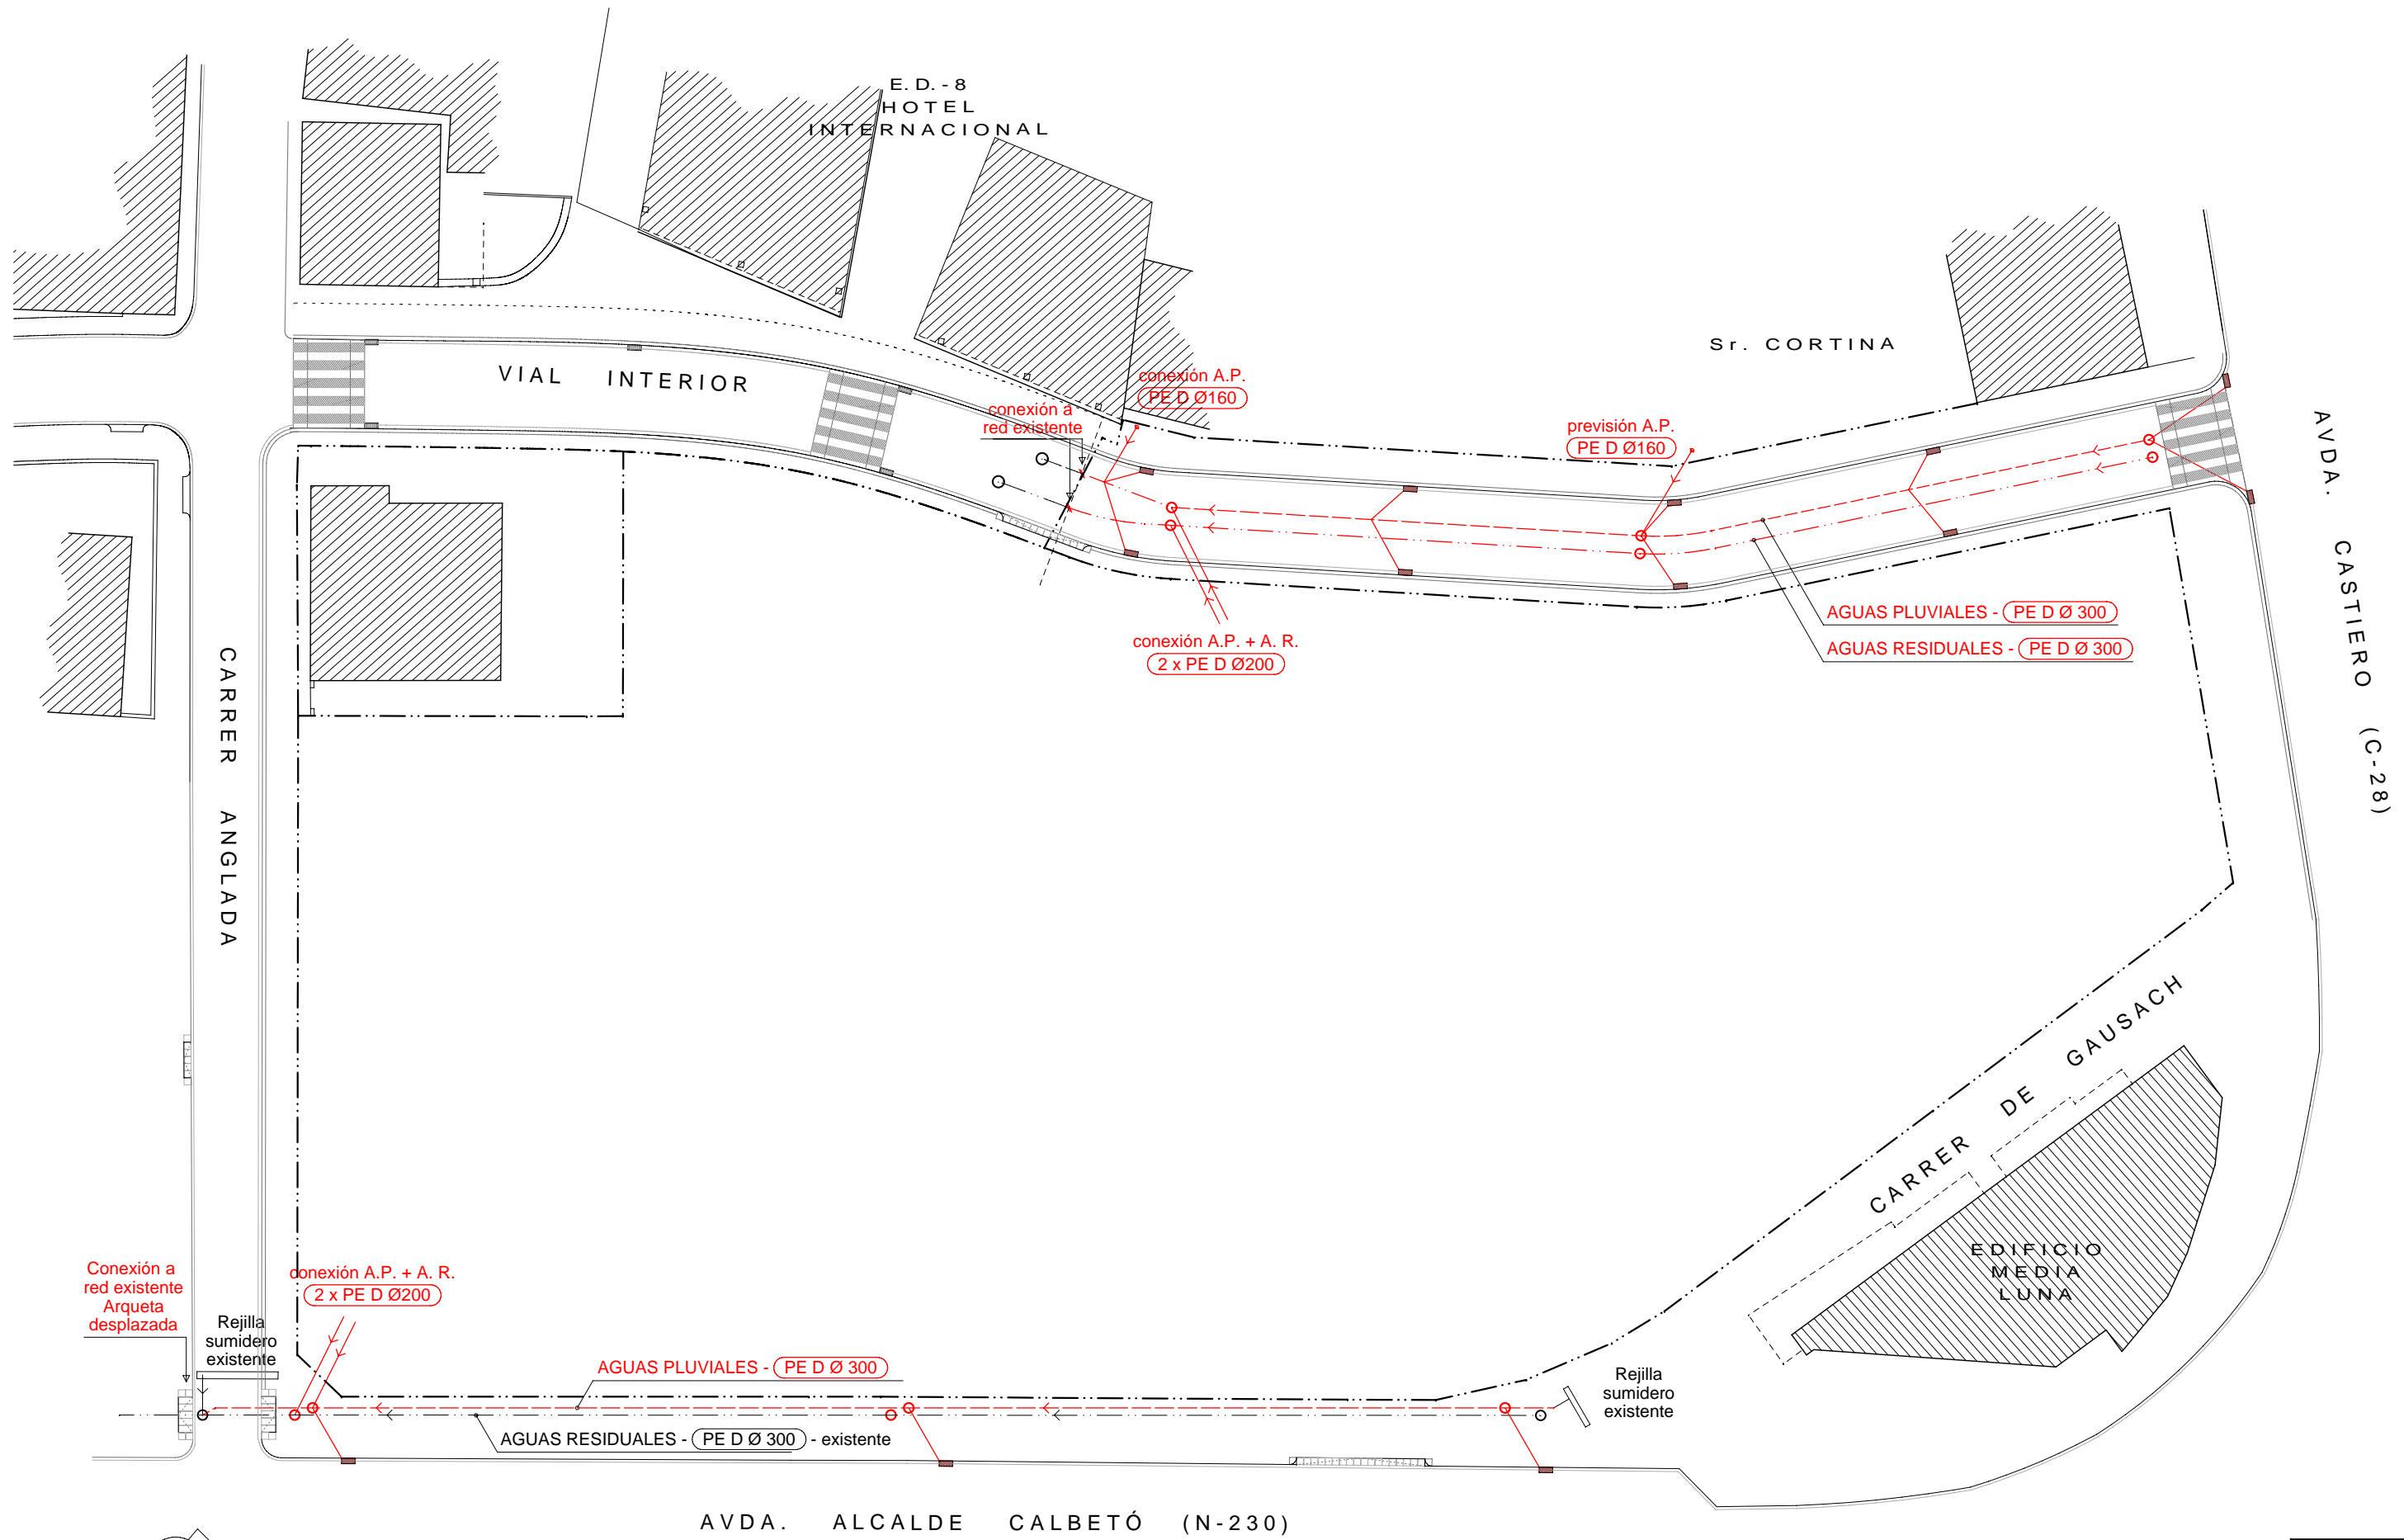 E. D. - 8
HOTEL
INTERNACIONAL
Sr. CORTINA
VIAL INTERIOR
conexión A.P.
PE D Ø160
conexión a
red existente
previsión A.P.
PE D Ø160
AVDA. CASTIERO (C-28)
AGUAS PLUVIALES - PE D Ø 300
AGUAS RESIDUALES - PE D Ø 300
conexión A.P. + A. R.
2 x PE D Ø200
CARRER ANGLADA
CARRER DE GAUSACH
EDIFICIO
MEDIA
LUNA
Conexión a
red existente
Arqueta
desplazada
Rejilla
sumidero
existente
conexión A.P. + A. R.
2 x PE D Ø200
AGUAS PLUVIALES - PE D Ø 300
AGUAS RESIDUALES - PE D Ø 300 - existente
Rejilla
sumidero
existente
AVDA. ALCALDE CALBETÓ (N-230)